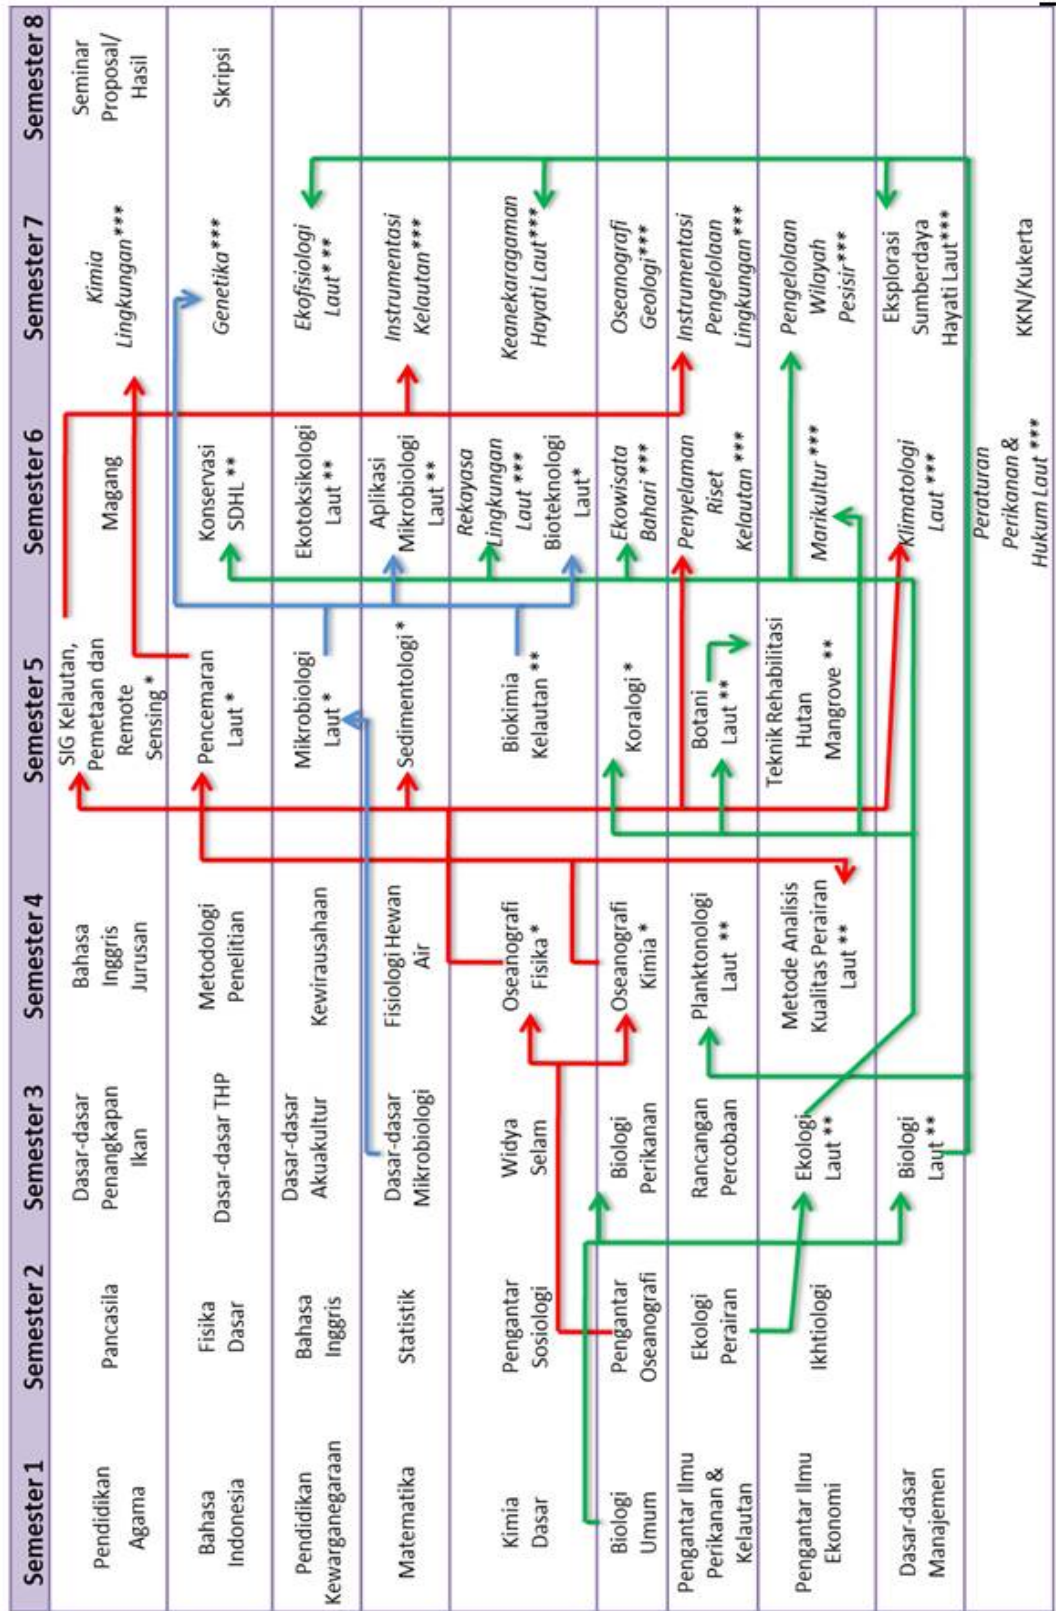 Semester 1
Semester 2
Semester 3
Semester 4
Semester 5
Semester 6
Semester 7
Semester 8
Pendidikan
Agama
Pancasila
Dasar-dasar
Penangkapan
Ikan
Bahasa
Inggris
Jurusan
SIG Kelautan,
Pemetaan dan
Remote
Sensing *
Magang
Kimia
Lingkungan***
Seminar
Proposal/
Hasil
Bahasa
Indonesia
Fisika
Dasar
Dasar-dasar THP
Metodologi
Penelitian
Pencemaran
Laut *
Konservasi
SDHL **
Genetika***
Skripsi
Pendidikan
Kewarganegaraan
Bahasa
Inggris
Dasar-dasar
Akuakultur
Kewirausahaan
Mikrobiologi
Laut *
Ekotoksikologi
Laut **
Ekofisiologi
Laut* **
Matematika
Statistik
Dasar-dasar
Mikrobiologi
Fisiologi Hewan
Air
Sedimentologi *
Aplikasi
Mikrobiologi
Laut **
Instrumentasi
Kelautan***
Kimia
Dasar
Pengantar
Sosiologi
Widya
Selam
Oseanografi
Fisika *
Biokimia
Kelautan **
Rekayasa
Lingkungan
Laut ***
Bioteknologi
Laut*
Keanekaragaman
Hayati Laut***
Biologi
Umum
Pengantar
Oseanografi
Biologi
Perikanan
Oseanografi
Kimia *
Koralogi *
Ekowisata
Bahari ***
Oseanografi
Geologi***
Pengantar Ilmu
Perikanan &
Kelautan
Ekologi
Perairan
Rancangan
Percobaan
Planktonologi
Laut **
Botani
Laut **
Penyelaman
Riset
Kelautan ***
Instrumentasi
Pengelolaan
Lingkungan***
Pengantar Ilmu
Ekonomi
Ikhtiologi
Ekologi
Laut **
Metode Analisis
Kualitas Perairan
Laut **
Teknik Rehabilitasi
Hutan
Mangrove **
Marikultur ***
Pengelolaan
Wilayah
Pesisir***
Dasar-dasar
Manajemen
Biologi
Laut **
Klimatologi
Laut ***
Eksplorasi
Sumberdaya
Hayati Laut***
Peraturan
Perikanan &
Hukum Laut ***
KKN/Kukerta